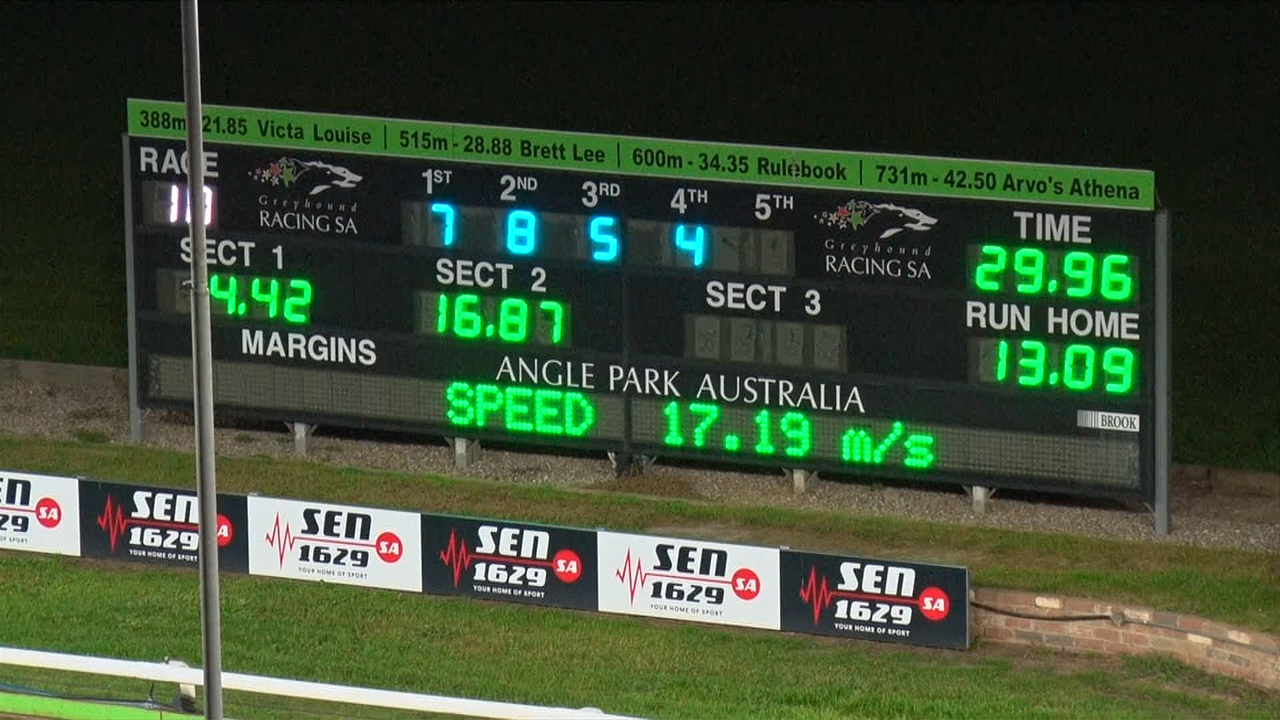 388m 21.85 Victa Louise | 515m - 28.88 Brett Lee | 600m - 34.35 Rulebook | 731m - 42.50 Arvo's Athena
RACE
10
Greyhound
RACING SA
1ST 2ND 3RD 4TH 5TH
7 8 5 4
Greyhound
RACING SA
TIME
29.96
SECT 1
4.42
SECT 2
16.87
SECT 3
RUN HOME
13.09
MARGINS
ANGLE PARK AUSTRALIA
BROOK
SPEED 17.19 m/s
EN
29 SA
SEN
1629 SA
YOUR HOME OF SPORT
SEN
1629 SA
YOUR HOME OF SPORT
SEN
1629 SA
YOUR HOME OF SPORT
SEN
1629 SA
YOUR HOME OF SPORT
SEN
1629 SA
YOUR HOME OF SPORT